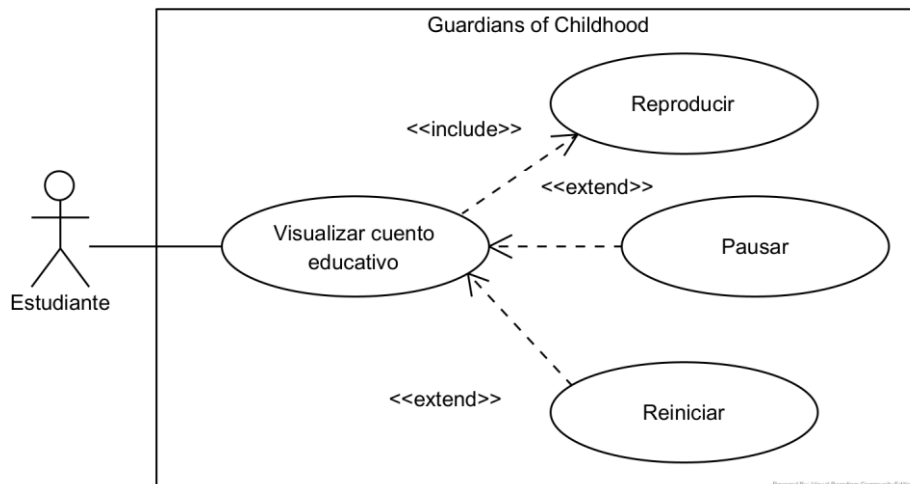 Guardians of Childhood
Reproducir
<<include>>
<<extend>>
Visualizar cuento
educativo
Pausar
Estudiante
<<extend>>
Reiniciar